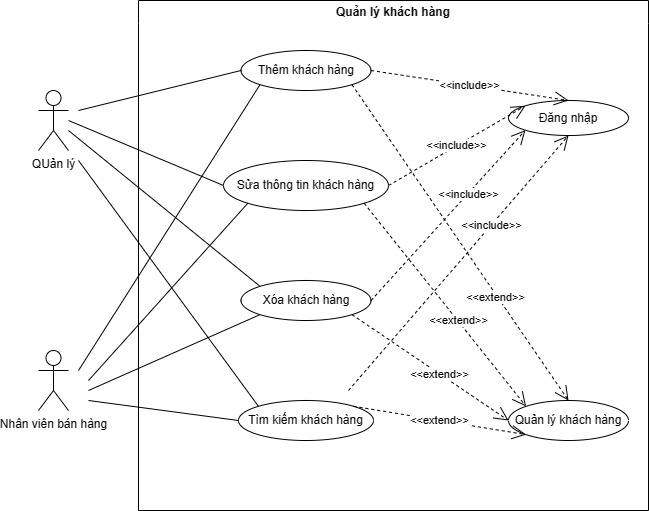 Quản lý khách hàng
Thêm khách hàng
<<include>>
Đăng nhập
QUản lý
<<include>>
Sửa thông tin khách hàng
<<include>>
<<include>>
Xóa khách hàng
<<extend>>
<<extend>>
<<extend>>
Nhân viên bán hàng
Tìm kiếm khách hàng
<<extend>>
Quản lý khách hàng